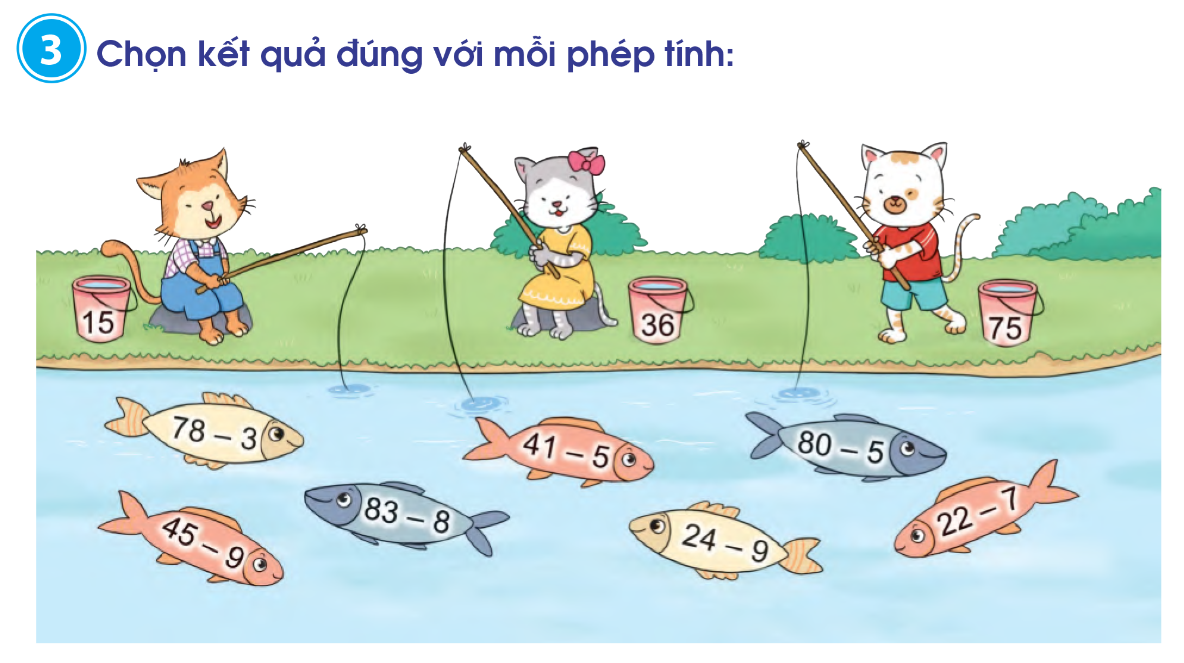 3 Chọn kết quả đúng với mỗi phép tính:
15
36
75
78 – 3
41 – 5
80 – 5
45 – 9
83 – 8
24 – 9
22 – 7